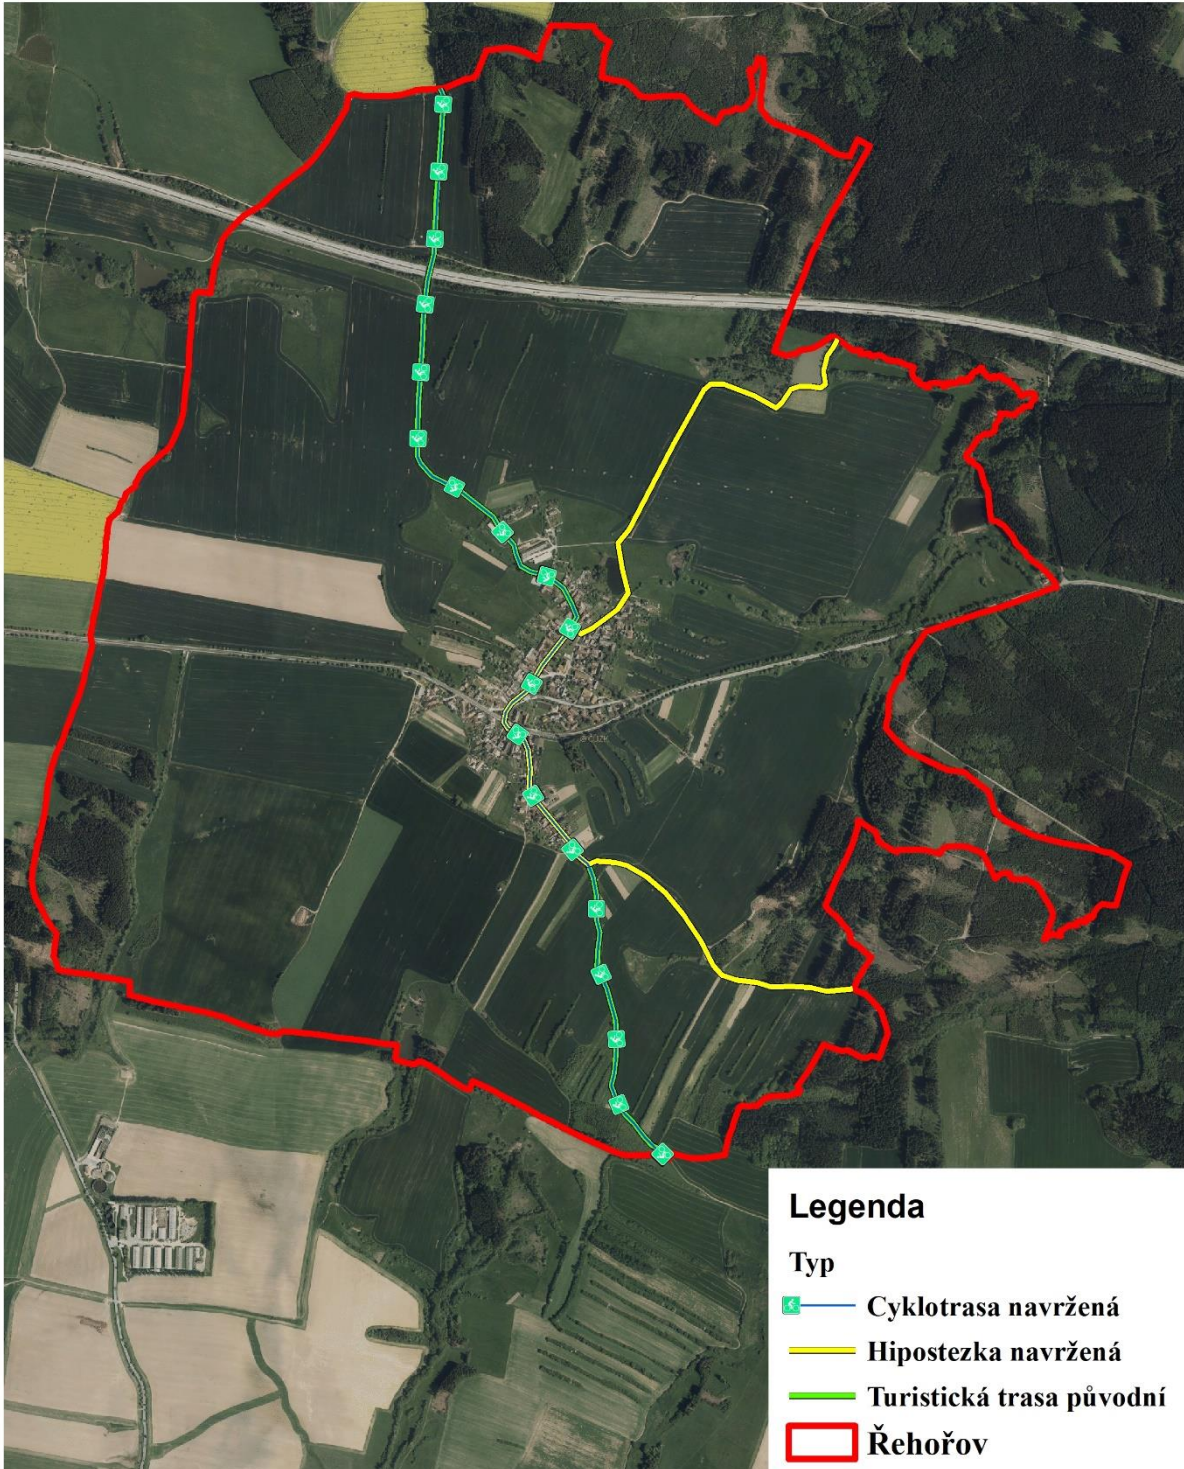 Legenda
Typ
Cyklotrasa navržená
Hipostezka navržená
Turistická trasa původní
Řehořov